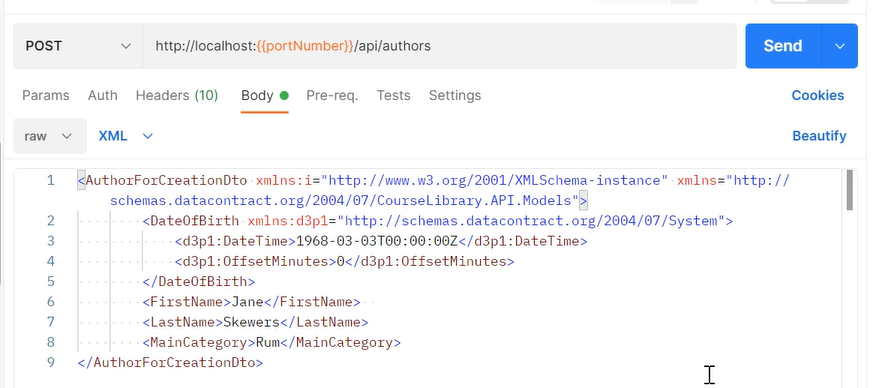 POST http://localhost:{{portNumber}}/api/authors Send
Params Auth Headers (10) Body Pre-req. Tests Settings Cookies
raw XML Beautify
1 <AuthorForCreationDto xmlns:i="http://www.w3.org/2001/XMLSchema-instance" xmlns="http://
schemas.datacontract.org/2004/07/CourseLibrary.API.Models">
2 <DateOfBirth xmlns:d3p1="http://schemas.datacontract.org/2004/07/System">
3 <d3p1:DateTime>1968-03-03T00:00:00Z</d3p1:DateTime>
4 <d3p1:OffsetMinutes>0</d3p1:OffsetMinutes>
5 </DateOfBirth>
6 <FirstName>Jane</FirstName>
7 <LastName>Skewers</LastName>
8 <MainCategory>Rum</MainCategory>
9 </AuthorForCreationDto>